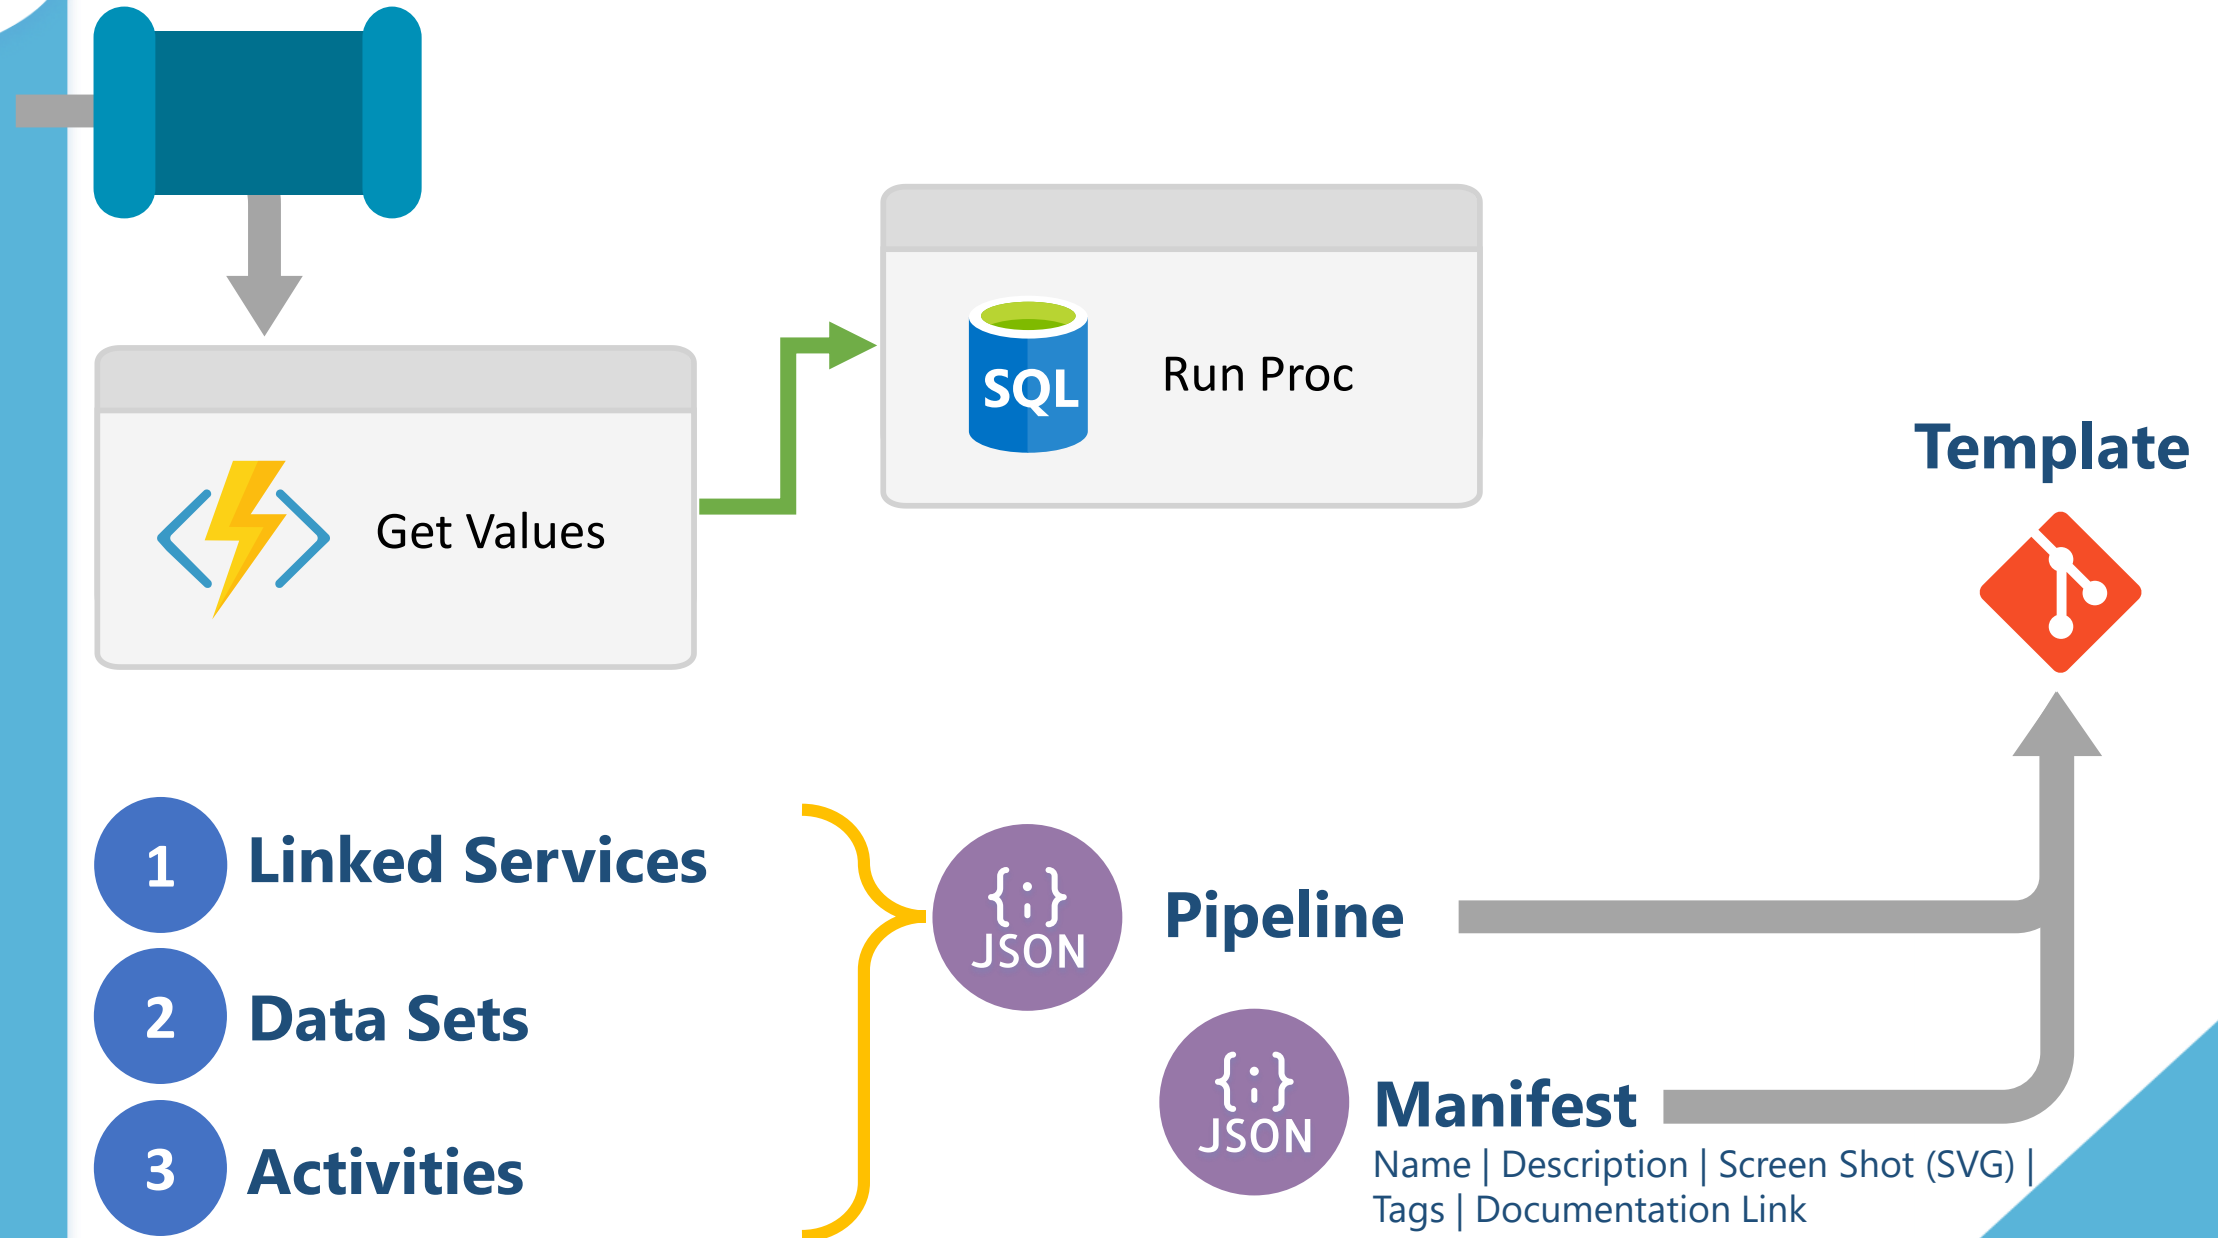 SQL
Run Proc
Get Values
Template
1
Linked Services
2
Data Sets
3
Activities
{;}
JSON
Pipeline
{;}
JSON
Manifest
Name | Description | Screen Shot (SVG) |
Tags | Documentation Link